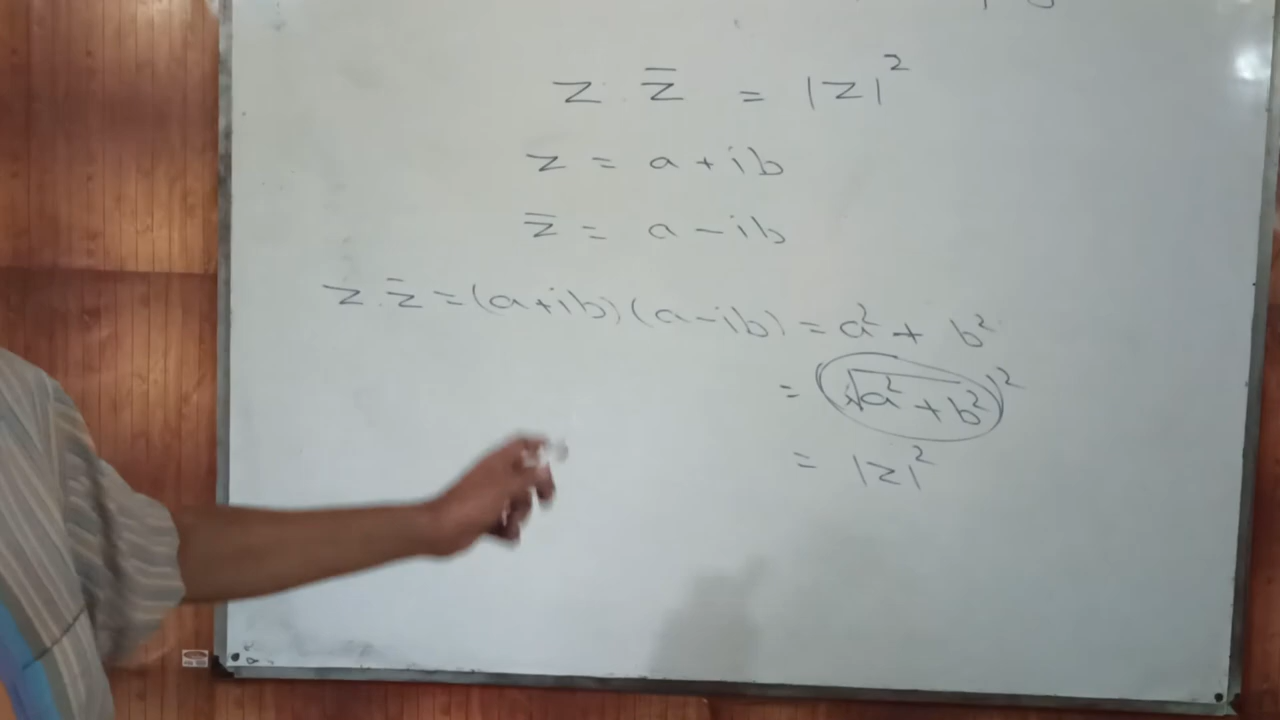 z . z̄ = |z|²
z = a + ib
z̄ = a - ib
z . z̄ = (a+ib)(a-ib) = a² + b²
= (√a² + b²)²
= |z|²